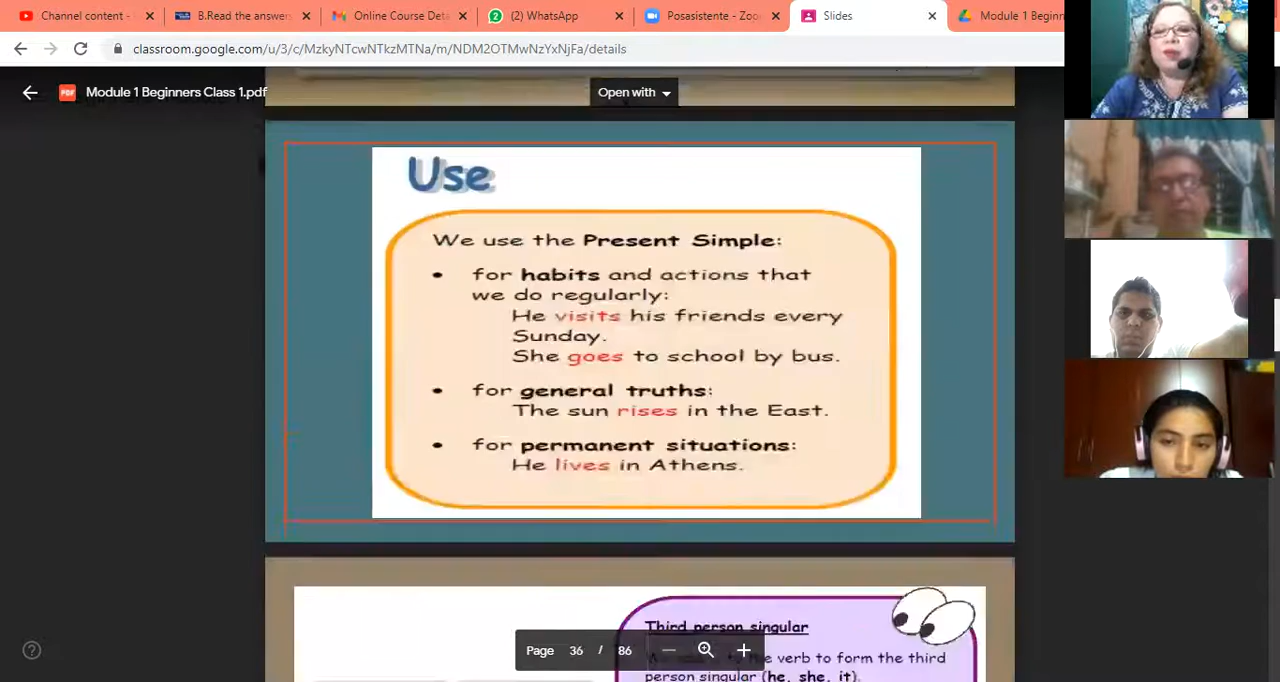 Channel content -
B.Read the answer
Online Course Deta
(2) WhatsApp
Posasistente - Zoo
Slides
Module 1 Beginn
classroom.google.com/u/3/c/MzkyNTcwNTkzMTNa/m/NDM2OTMwNzYxNjFa/details
PDF
Module 1 Beginners Class 1.pdf
Open with
Use
We use the Present Simple:
• for habits and actions that
we do regularly:
He visits his friends every
Sunday.
She goes to school by bus.
• for general truths:
The sun rises in the East.
• for permanent situations:
He lives in Athens.
Third person singular
verb to form the third
person singular (he, she, it).
Page 36 / 86